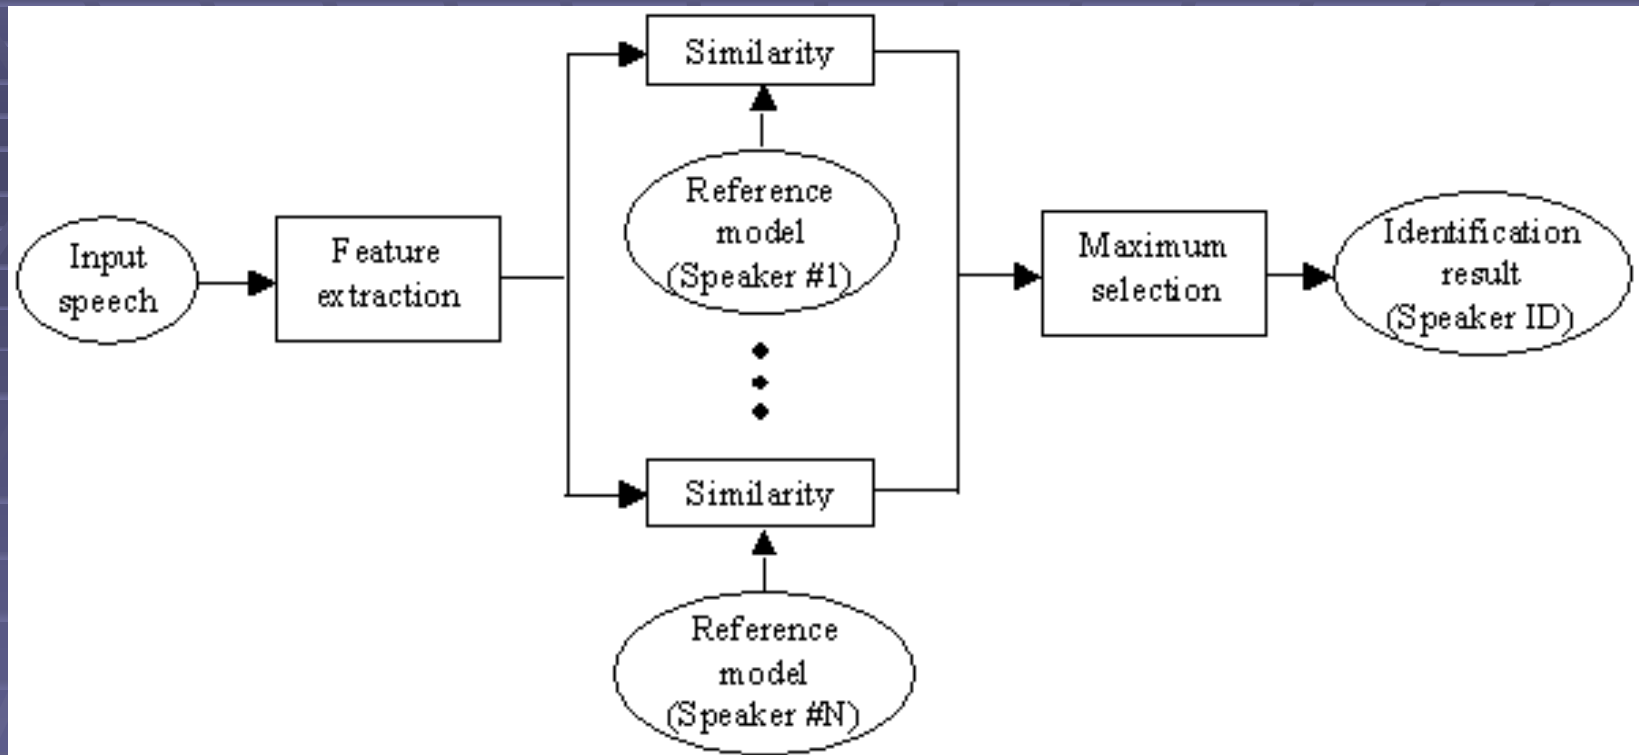 Input
speech
Feature
extraction
Similarity
Reference
model
(Speaker #1)
Similarity
Reference
model
(Speaker #N)
Maximum
selection
Identification
result
(Speaker ID)